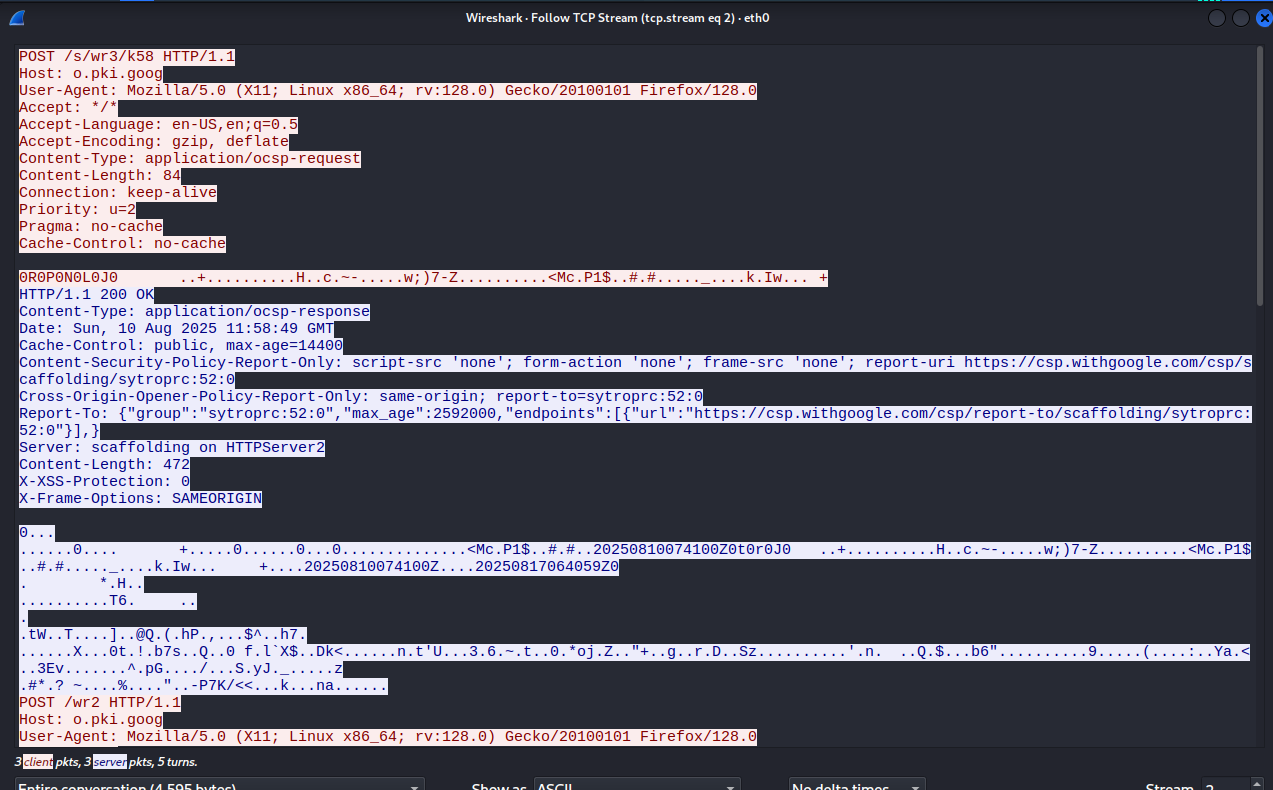 Wireshark · Follow TCP Stream (tcp.stream eq 2) · eth0
POST /s/wr3/k58 HTTP/1.1
Host: o.pki.goog
User-Agent: Mozilla/5.0 (X11; Linux x86_64; rv:128.0) Gecko/20100101 Firefox/128.0
Accept: */*
Accept-Language: en-US,en;q=0.5
Accept-Encoding: gzip, deflate
Content-Type: application/ocsp-request
Content-Length: 84
Connection: keep-alive
Priority: u=2
Pragma: no-cache
Cache-Control: no-cache
0R0P0N0L0J0       ..+..........H..c.~-.....w;)7-Z..........<Mc.P1$..#.#....._....k.Iw... +
HTTP/1.1 200 OK
Content-Type: application/ocsp-response
Date: Sun, 10 Aug 2025 11:58:49 GMT
Cache-Control: public, max-age=14400
Content-Security-Policy-Report-Only: script-src 'none'; form-action 'none'; frame-src 'none'; report-uri https://csp.withgoogle.com/csp/s
caffolding/sytroprc:52:0
Cross-Origin-Opener-Policy-Report-Only: same-origin; report-to=sytroprc:52:0
Report-To: {"group":"sytroprc:52:0","max_age":2592000,"endpoints":[{"url":"https://csp.withgoogle.com/csp/report-to/scaffolding/sytroprc:
52:0"}],}
Server: scaffolding on HTTPServer2
Content-Length: 472
X-XSS-Protection: 0
X-Frame-Options: SAMEORIGIN
0...
......0....       +.....0......0...0..............<Mc.P1$..#.#..20250810074100Z0t0r0J0   ..+..........H..c.~-.....w;)7-Z..........<Mc.P1$
..#.#....._....k.Iw...     +....20250810074100Z....20250817064059Z0
.        *.H..
..........T6.     ..
.
.tW..T....]..@Q.(.hP.,...$^..h7.
......X...0t.!.b7s..Q..0 f.l`X$..Dk<......n.t'U...3.6.~.t..0.*oj.Z.."+..g..r.D..Sz..........'.n.  ..Q.$...b6"..........9.....(....:..Ya.<
..3Ev.......^.pG..../...S.yJ._.....z
.#*.? ~....%...."..-P7K/<<...k...na......
POST /wr2 HTTP/1.1
Host: o.pki.goog
User-Agent: Mozilla/5.0 (X11; Linux x86_64; rv:128.0) Gecko/20100101 Firefox/128.0
3 client pkts, 3 server pkts, 5 turns.
Entire conversation (4,595 bytes) Show as ASCII No delta times Stream 2